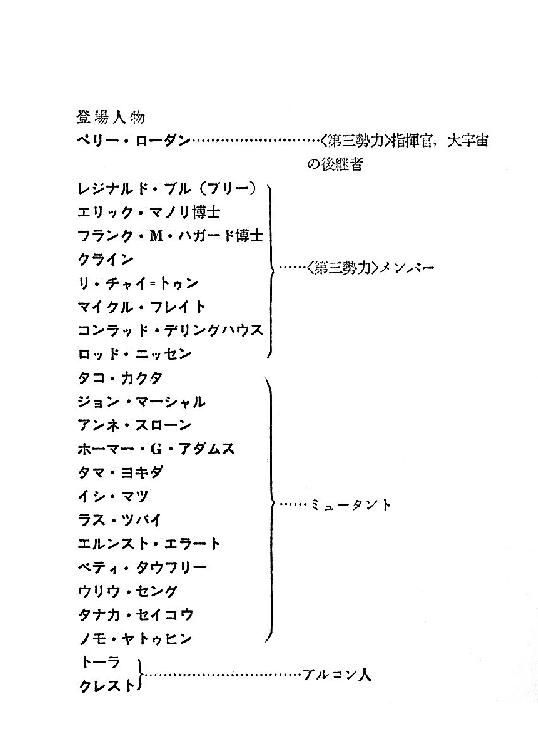 登場人物
ペリー・ローダン……………………〈第三勢力〉指揮官，大宇宙
の後継者
レジナルド・ブル（ブリー）
エリック・マノリ博士
フランク・M・ハガード博士
クライン
リ・チャイ=トゥン
マイクル・フレイト
コンラッド・デリングハウス
ロッド・ニッセン
……〈第三勢力〉メンバー
タコ・カクタ
ジョン・マーシャル
アンネ・スローン
ホーマー・G・アダムス
タマ・ヨキダ
イシ・マツ
ラス・ツバイ
エルンスト・エラート
ベティ・タウフリー
ウリウ・セング
タナカ・セイコウ
ノモ・ヤトゥヒン
……ミュータント
トーラ
クレスト
……………………………アルコン人